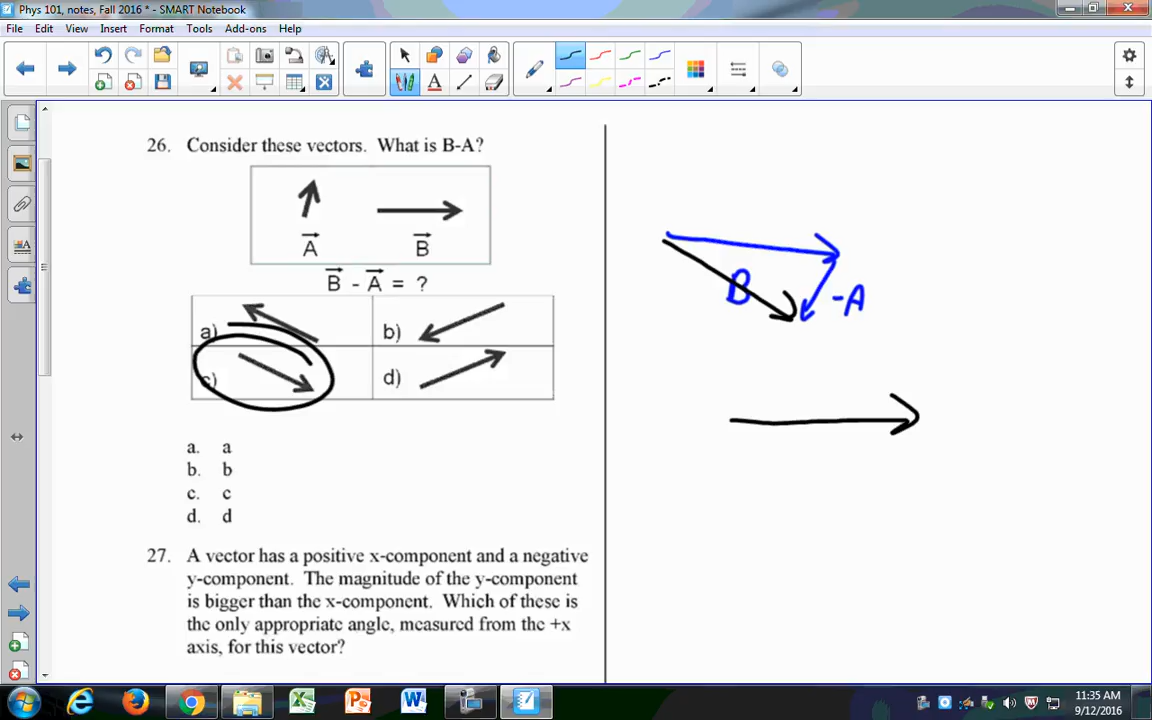 Phys 101, notes, Fall 2016 * - SMART Notebook
File Edit View Insert Format Tools Add-ons Help
26. Consider these vectors. What is B-A?
A B
B - A = ?
a) b)
c) d)
a. a
b. b
c. c
d. d
27. A vector has a positive x-component and a negative
y-component. The magnitude of the y-component
is bigger than the x-component. Which of these is
the only appropriate angle, measured from the +x
axis, for this vector?
B -A
11:35 AM
9/12/2016